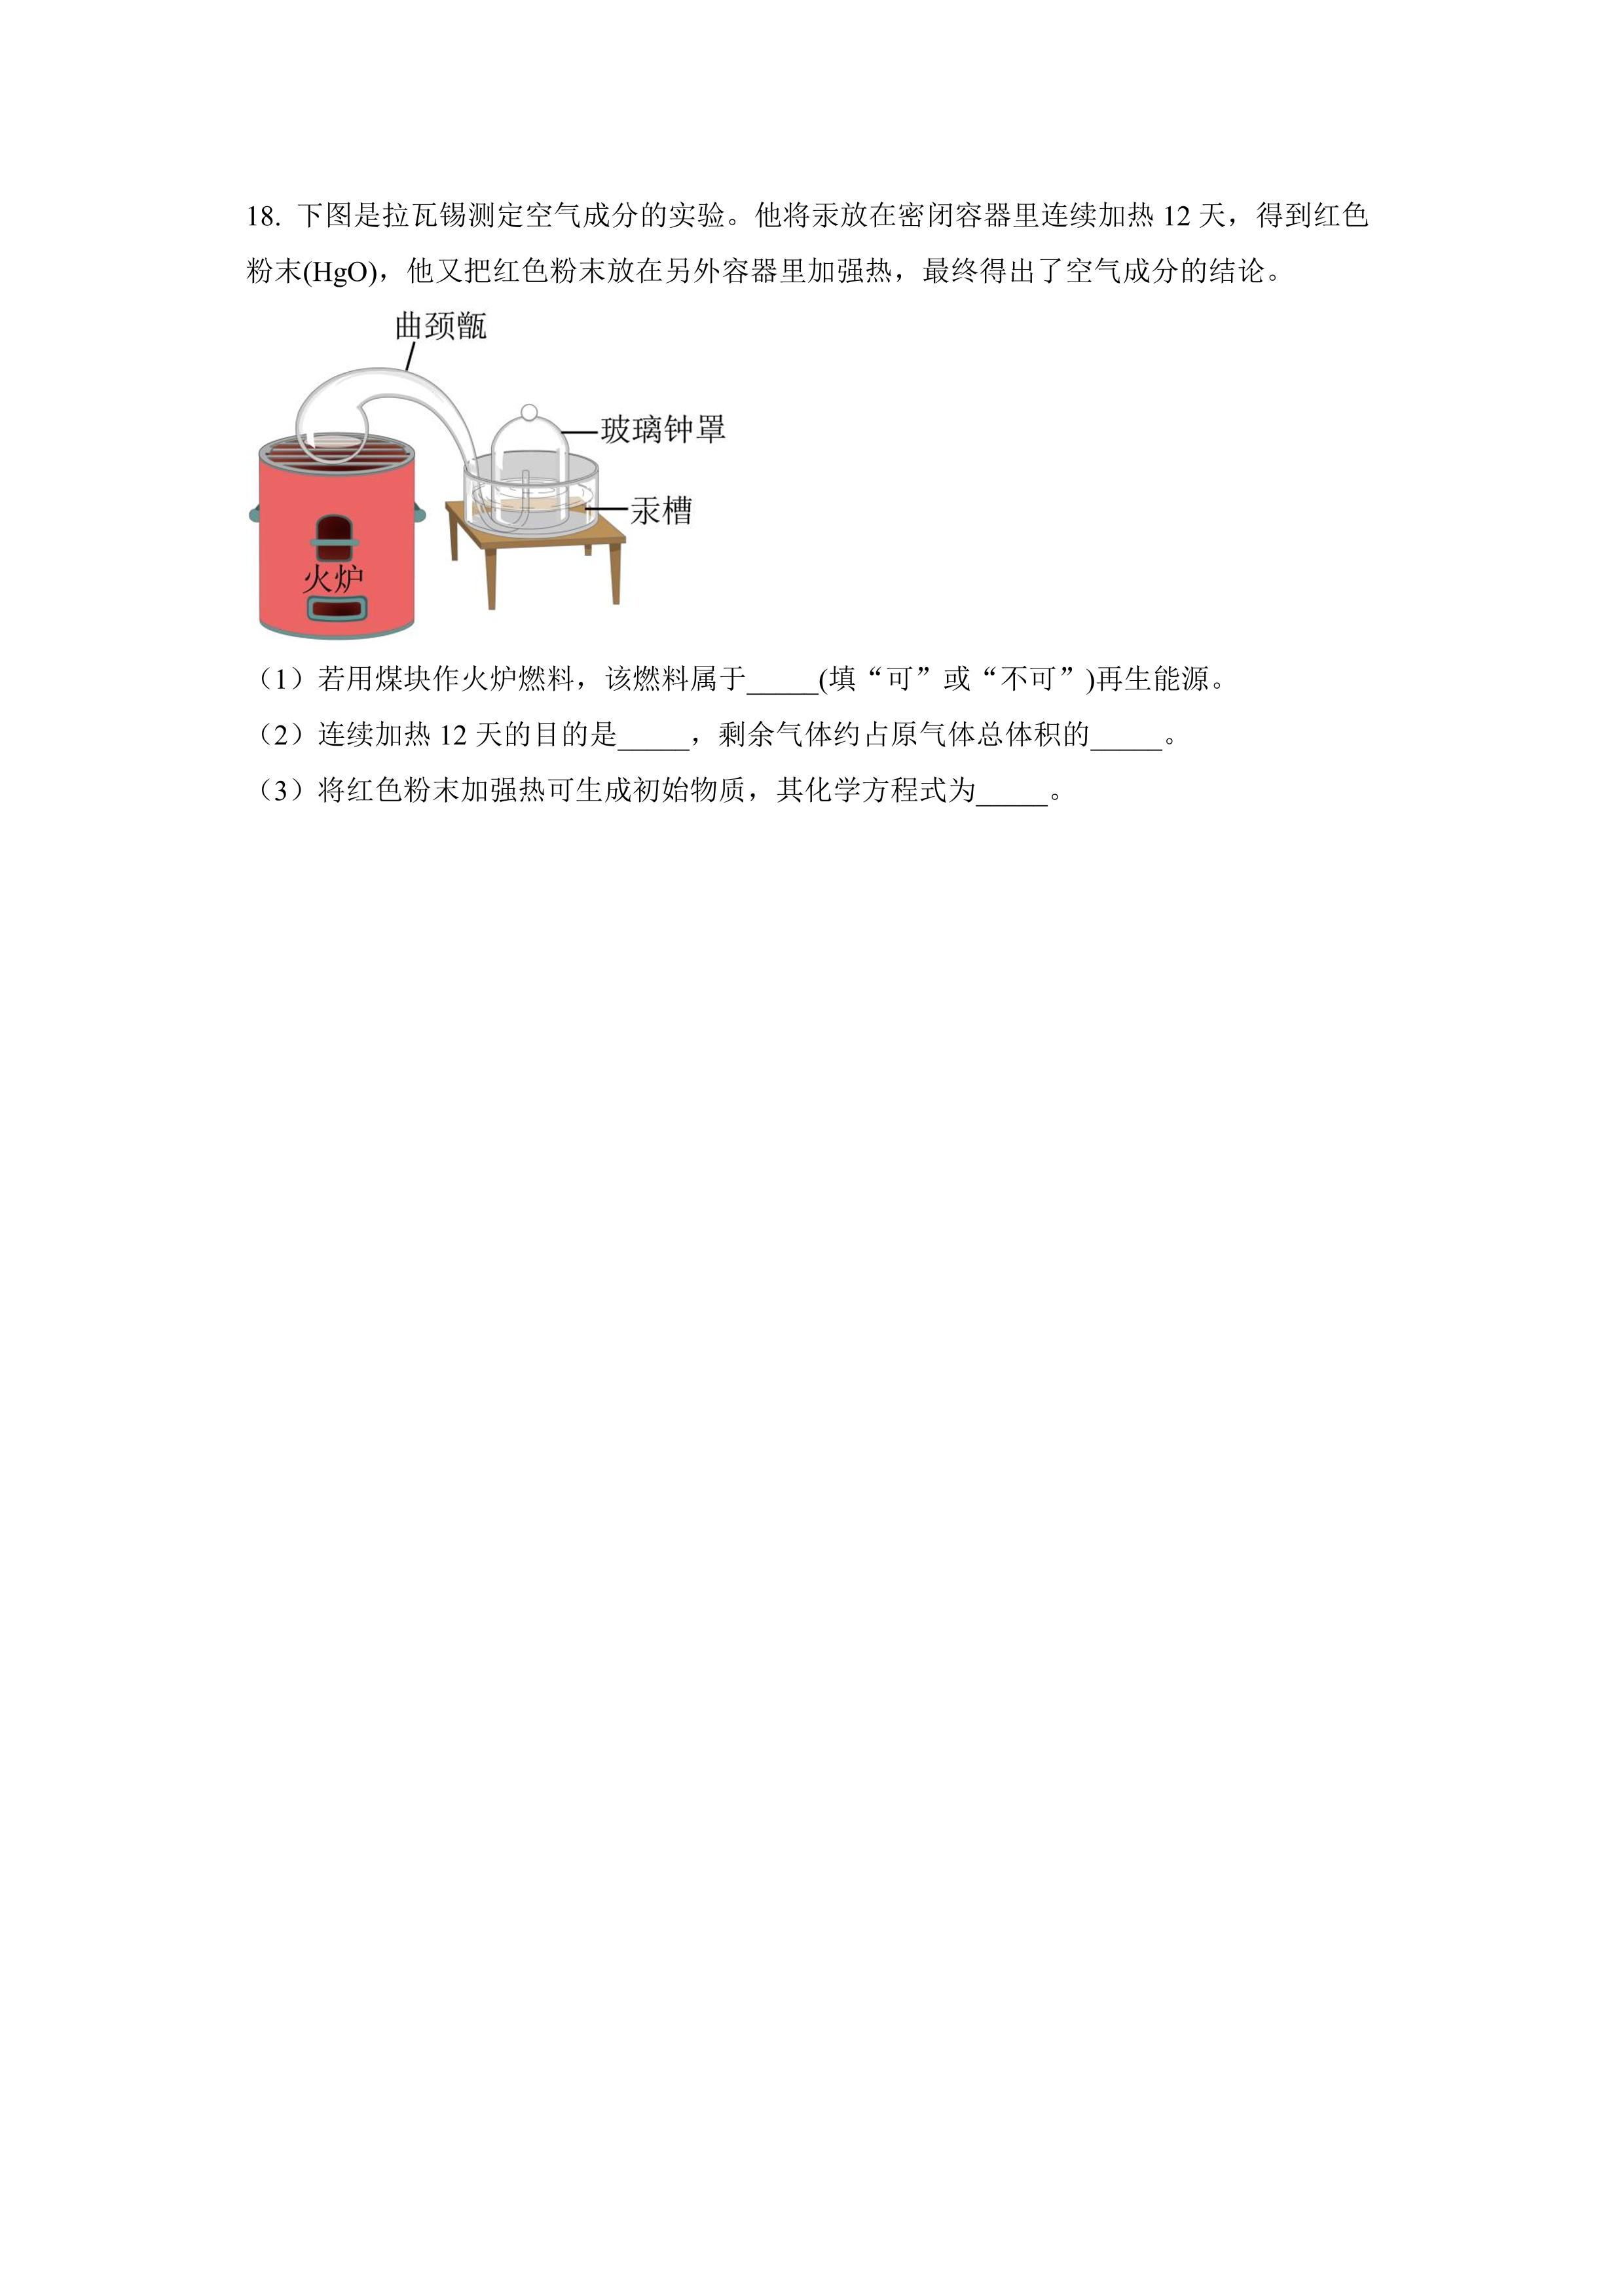 18. 下图是拉瓦锡测定空气成分的实验。他将汞放在密闭容器里连续加热 12 天，得到红色
粉末(HgO)，他又把红色粉末放在另外容器里加强热，最终得出了空气成分的结论。
曲颈甑
玻璃钟罩
汞槽
火炉
（1）若用煤块作火炉燃料，该燃料属于_____(填“可”或“不可”)再生能源。
（2）连续加热 12 天的目的是_____，剩余气体约占原气体总体积的_____。
（3）将红色粉末加强热可生成初始物质，其化学方程式为_____。